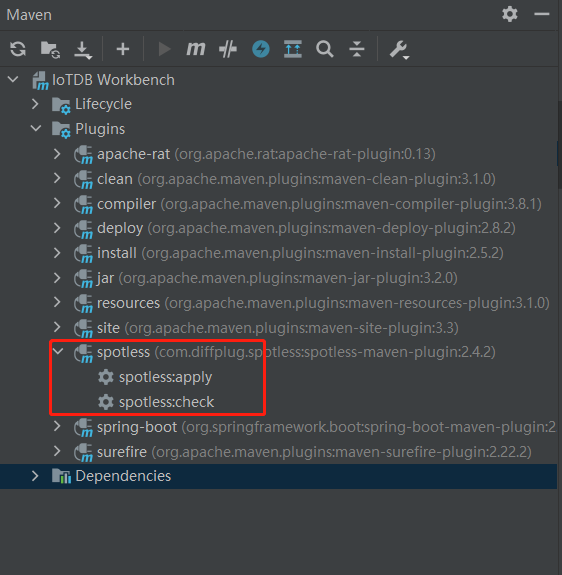 Maven
IoTDB Workbench
Lifecycle
Plugins
apache-rat (org.apache.rat:apache-rat-plugin:0.13)
clean (org.apache.maven.plugins:maven-clean-plugin:3.1.0)
compiler (org.apache.maven.plugins:maven-compiler-plugin:3.8.1)
deploy (org.apache.maven.plugins:maven-deploy-plugin:2.8.2)
install (org.apache.maven.plugins:maven-install-plugin:2.5.2)
jar (org.apache.maven.plugins:maven-jar-plugin:3.2.0)
resources (org.apache.maven.plugins:maven-resources-plugin:3.1.0)
site (org.apache.maven.plugins:maven-site-plugin:3.3)
spotless (com.diffplug.spotless:spotless-maven-plugin:2.4.2)
spotless:apply
spotless:check
spring-boot (org.springframework.boot:spring-boot-maven-plugin:2
surefire (org.apache.maven.plugins:maven-surefire-plugin:2.22.2)
Dependencies